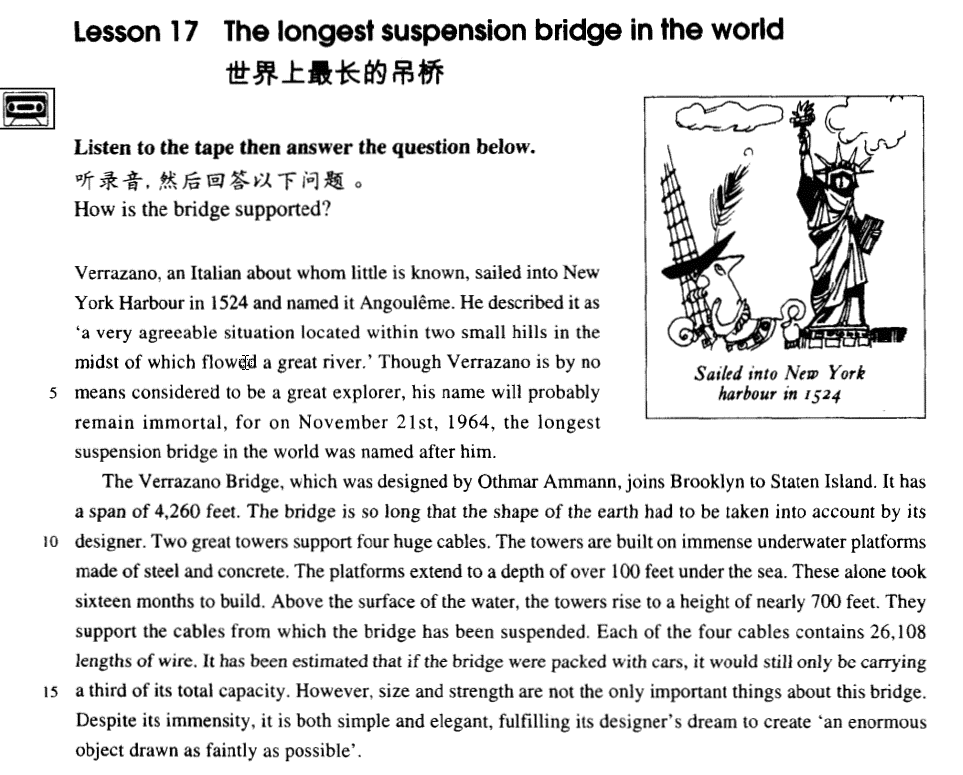 Lesson 17 The longest suspension bridge in the world
世界上最长的吊桥
Listen to the tape then answer the question below.
听录音，然后回答以下问题。
How is the bridge supported?
Verrazano, an Italian about whom little is known, sailed into New
York Harbour in 1524 and named it Angoulême. He described it as
‘a very agreeable situation located within two small hills in the
midst of which flowed a great river.’ Though Verrazano is by no
5 means considered to be a great explorer, his name will probably
remain immortal, for on November 21st, 1964, the longest
suspension bridge in the world was named after him.
Sailed into New York
harbour in 1524
The Verrazano Bridge, which was designed by Othmar Ammann, joins Brooklyn to Staten Island. It has
a span of 4,260 feet. The bridge is so long that the shape of the earth had to be taken into account by its
10 designer. Two great towers support four huge cables. The towers are built on immense underwater platforms
made of steel and concrete. The platforms extend to a depth of over 100 feet under the sea. These alone took
sixteen months to build. Above the surface of the water, the towers rise to a height of nearly 700 feet. They
support the cables from which the bridge has been suspended. Each of the four cables contains 26,108
lengths of wire. It has been estimated that if the bridge were packed with cars, it would still only be carrying
15 a third of its total capacity. However, size and strength are not the only important things about this bridge.
Despite its immensity, it is both simple and elegant, fulfilling its designer’s dream to create ‘an enormous
object drawn as faintly as possible’.